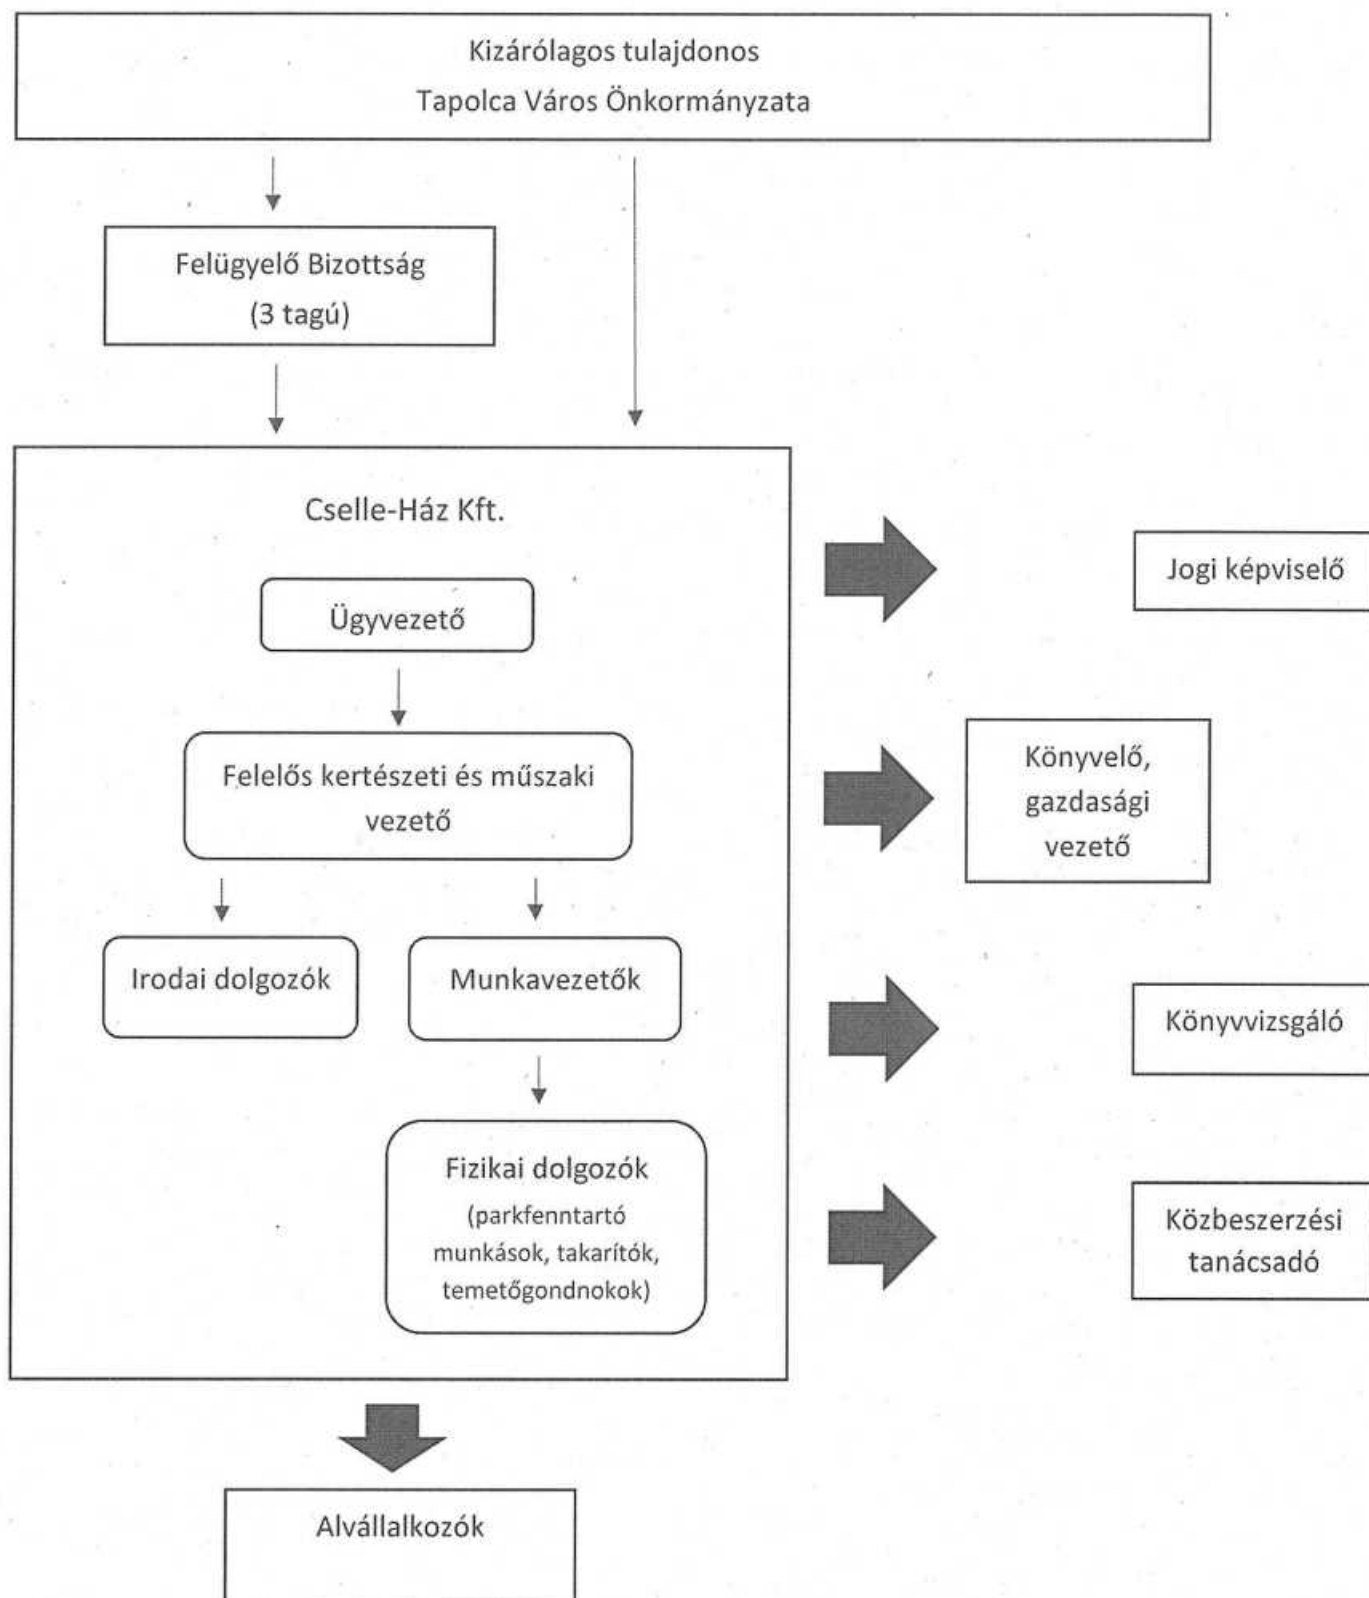 Kizárólagos tulajdonos
Tapolca Város Önkormányzata
Felügyelő Bizottság
(3 tagú)
Cselle-Ház Kft.
Ügyvezető
Felelős kertészeti és műszaki
vezető
Irodai dolgozók
Munkavezetők
Fizikai dolgozók
(parkfenntartó
munkások, takarítók,
temetőgondnokok)
Jogi képviselő
Könyvelő,
gazdasági
vezető
Könyvvizsgáló
Közbeszerzési
tanácsadó
Alvállalkozók